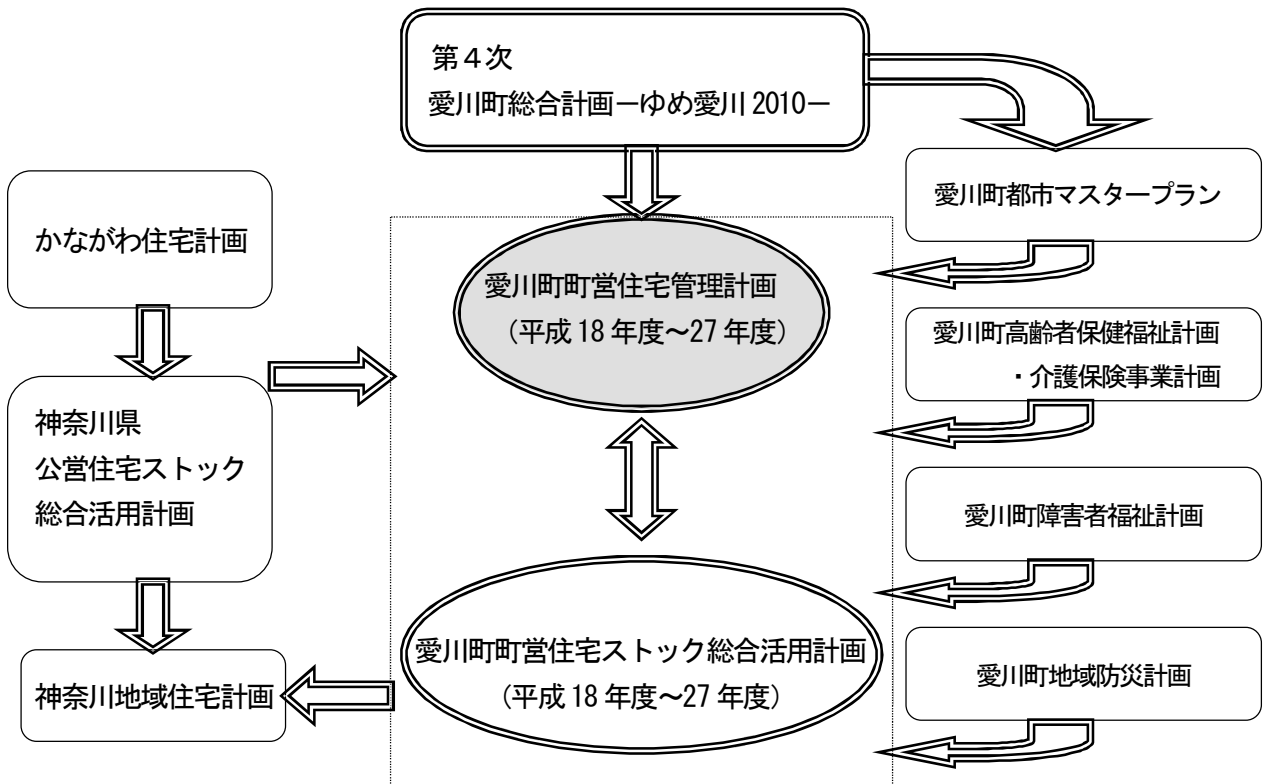 第４次
愛川町総合計画－ゆめ愛川 2010－
かながわ住宅計画
神奈川県
公営住宅ストック
総合活用計画
神奈川地域住宅計画
愛川町町営住宅管理計画
（平成 18 年度～27 年度）
愛川町町営住宅ストック総合活用計画
（平成 18 年度～27 年度）
愛川町都市マスタープラン
愛川町高齢者保健福祉計画
・介護保険事業計画
愛川町障害者福祉計画
愛川町地域防災計画